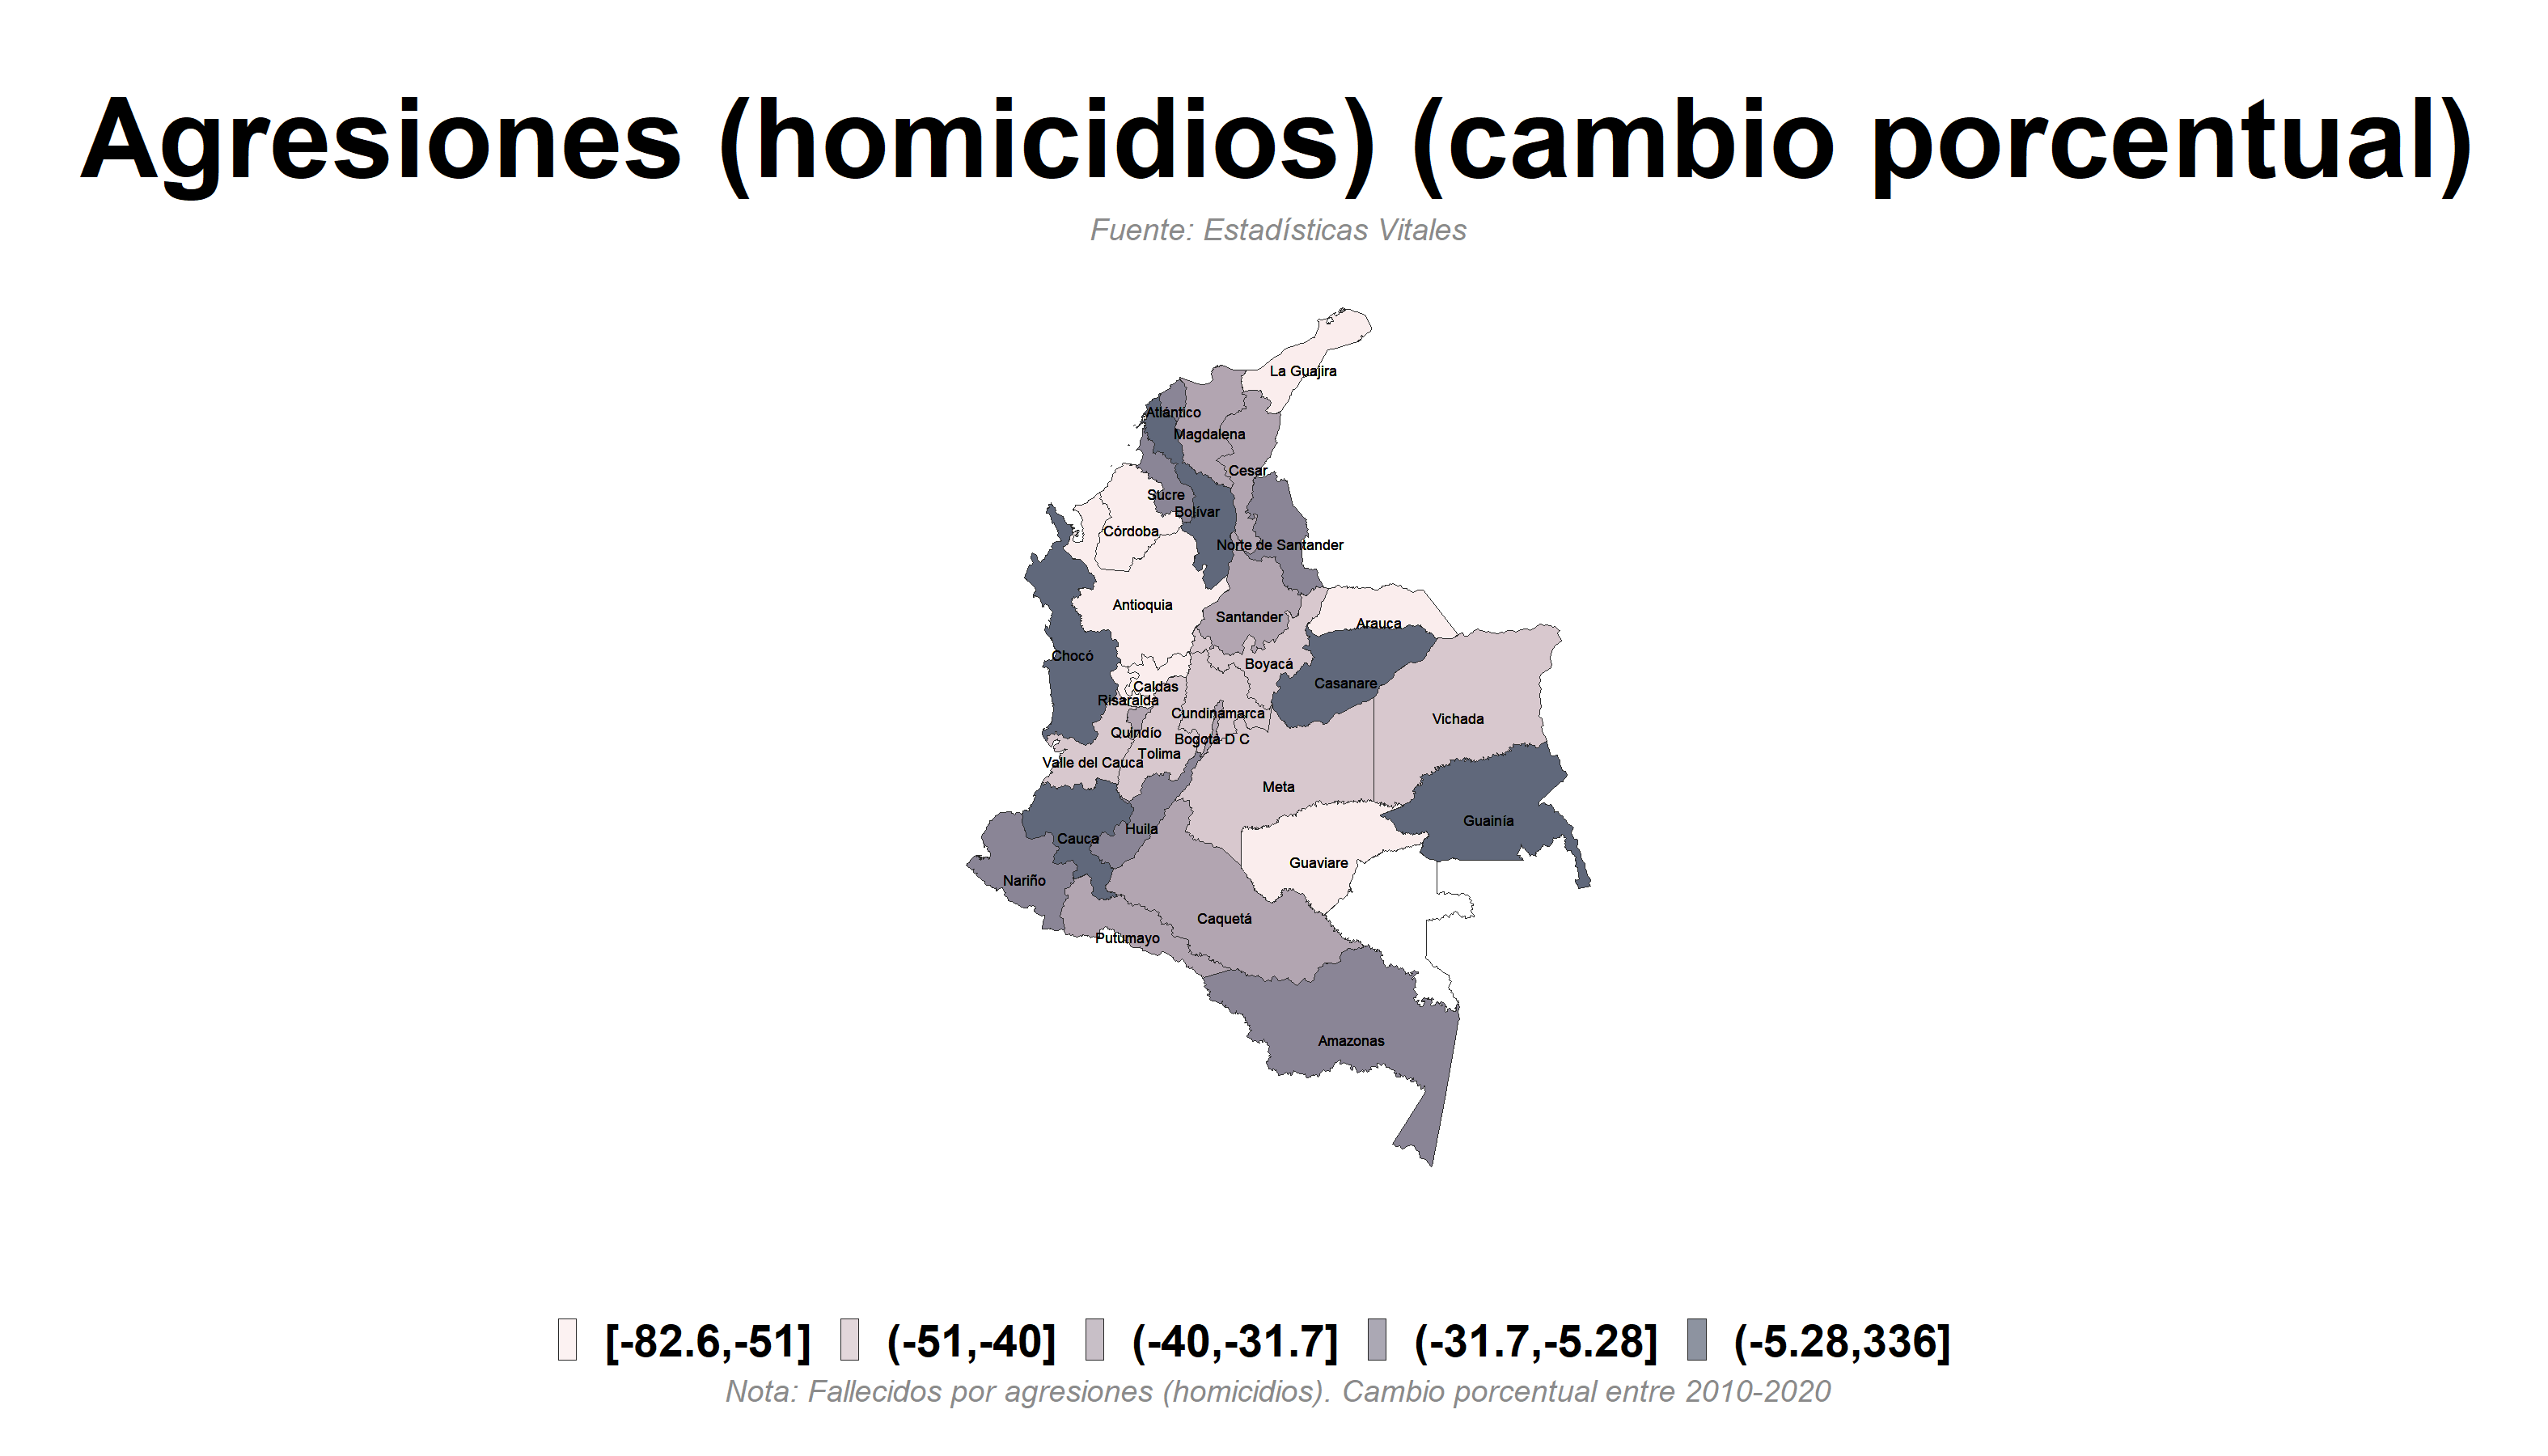 Agresiones (homicidios) (cambio porcentual)
Fuente: Estadísticas Vitales
La Guajira
Atlántico
Magdalena
Cesar
Sucre
Bolívar
Córdoba
Norte de Santander
Antioquia
Santander
Arauca
Chocó
Boyacá
Casanare
Caldas
Risaralda
Cundinamarca
Vichada
Quindío
Bogotá D C
Tolima
Valle del Cauca
Meta
Guainía
Huila
Cauca
Guaviare
Nariño
Caquetá
Putumayo
Amazonas
[-82.6,-51] (-51,-40] (-40,-31.7] (-31.7,-5.28] (-5.28,336]
Nota: Fallecidos por agresiones (homicidios). Cambio porcentual entre 2010-2020